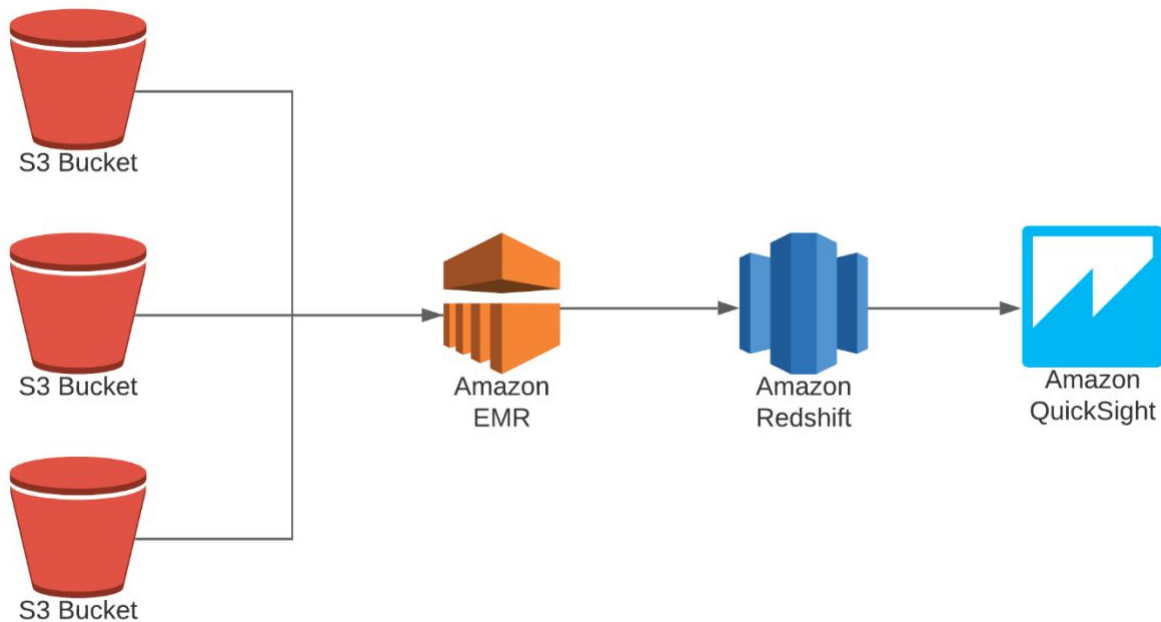 S3 Bucket
S3 Bucket
S3 Bucket
Amazon
EMR
Amazon
Redshift
Amazon
QuickSight